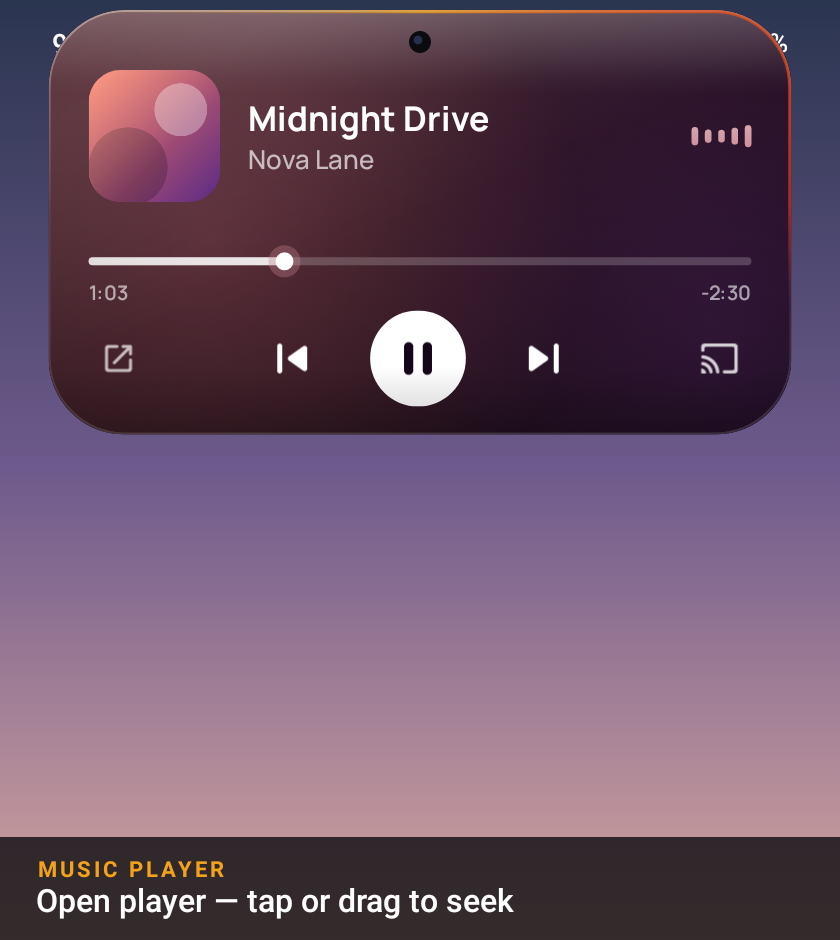 %
Midnight Drive
Nova Lane
1:03
-2:30
MUSIC PLAYER
Open player — tap or drag to seek